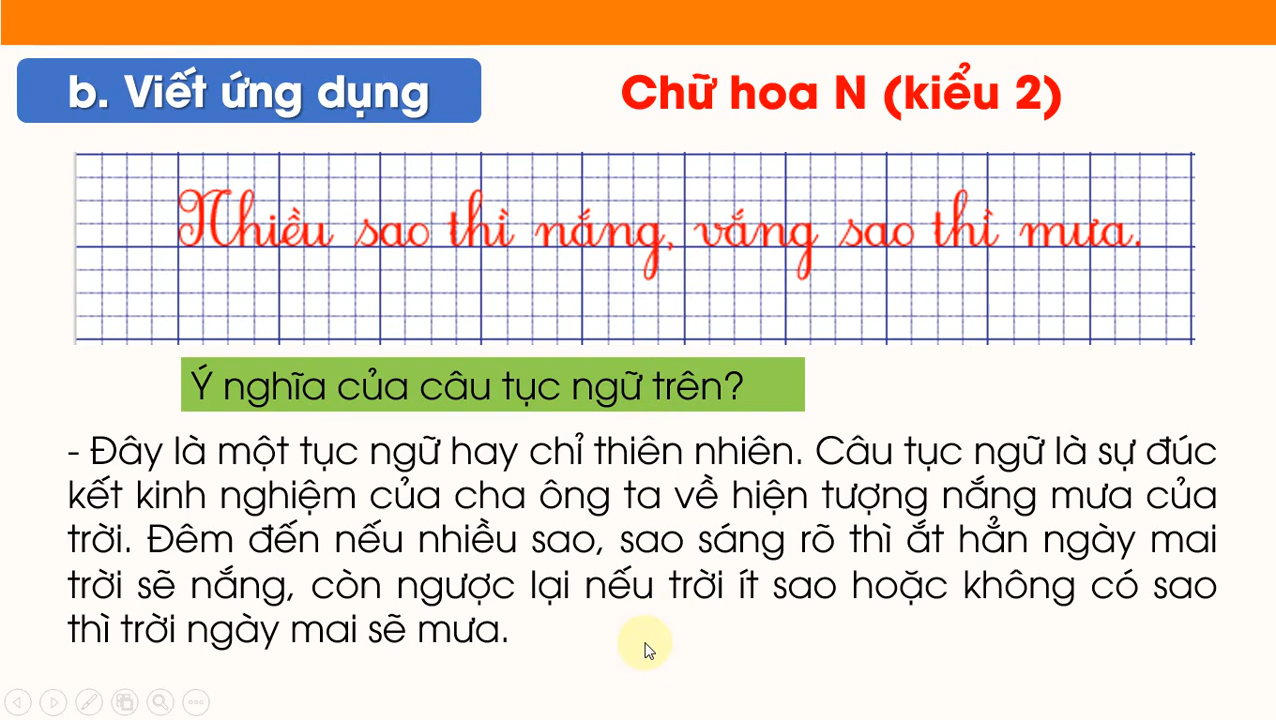 b. Viết ứng dụng
Chữ hoa N (kiểu 2)
Nhiều sao thì nắng, vắng sao thì mưa.
Ý nghĩa của câu tục ngữ trên?
- Đây là một tục ngữ hay chỉ thiên nhiên. Câu tục ngữ là sự đúc
kết kinh nghiệm của cha ông ta về hiện tượng nắng mưa của
trời. Đêm đến nếu nhiều sao, sao sáng rõ thì ắt hẳn ngày mai
trời sẽ nắng, còn ngược lại nếu trời ít sao hoặc không có sao
thì trời ngày mai sẽ mưa.